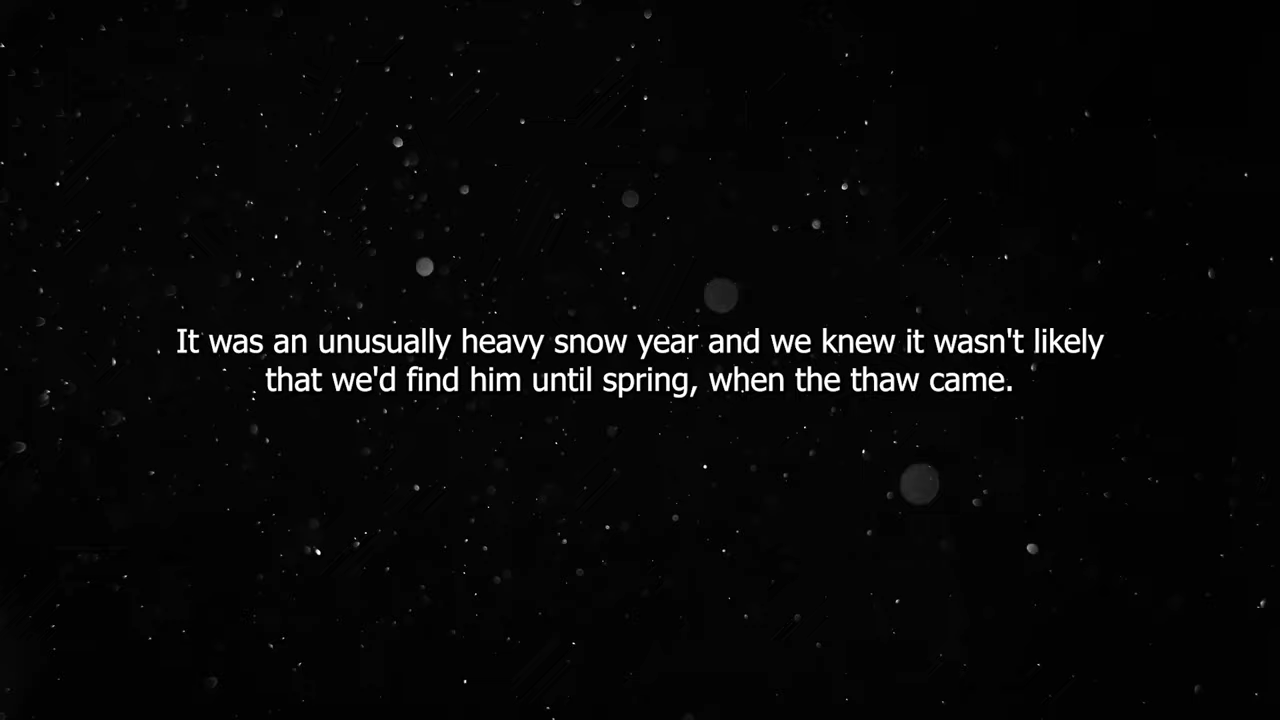 It was an unusually heavy snow year and we knew it wasn't likely
that we'd find him until spring, when the thaw came.